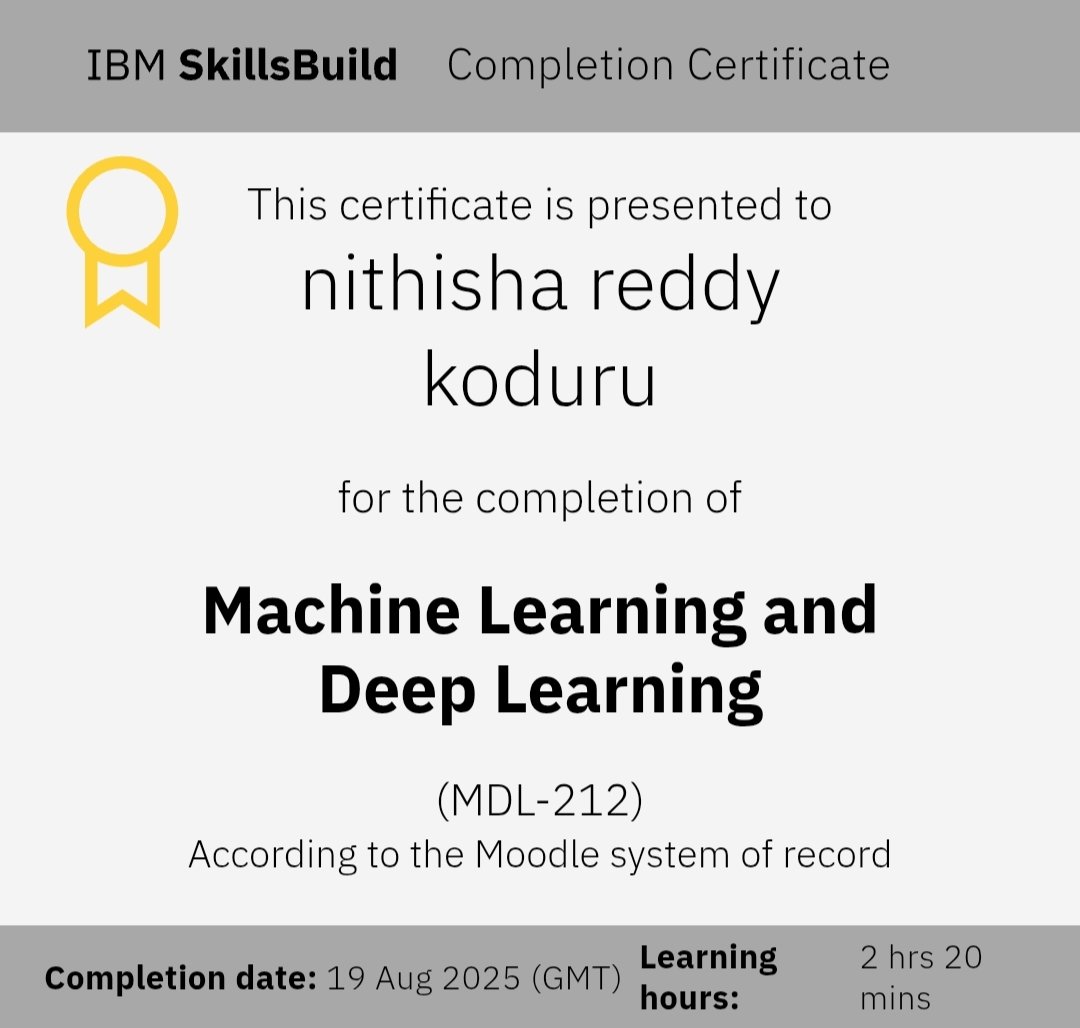 IBM SkillsBuild Completion Certificate
This certificate is presented to
nithisha reddy
koduru
for the completion of
Machine Learning and
Deep Learning
(MDL-212)
According to the Moodle system of record
Completion date: 19 Aug 2025 (GMT)
Learning
hours:
2 hrs 20
mins